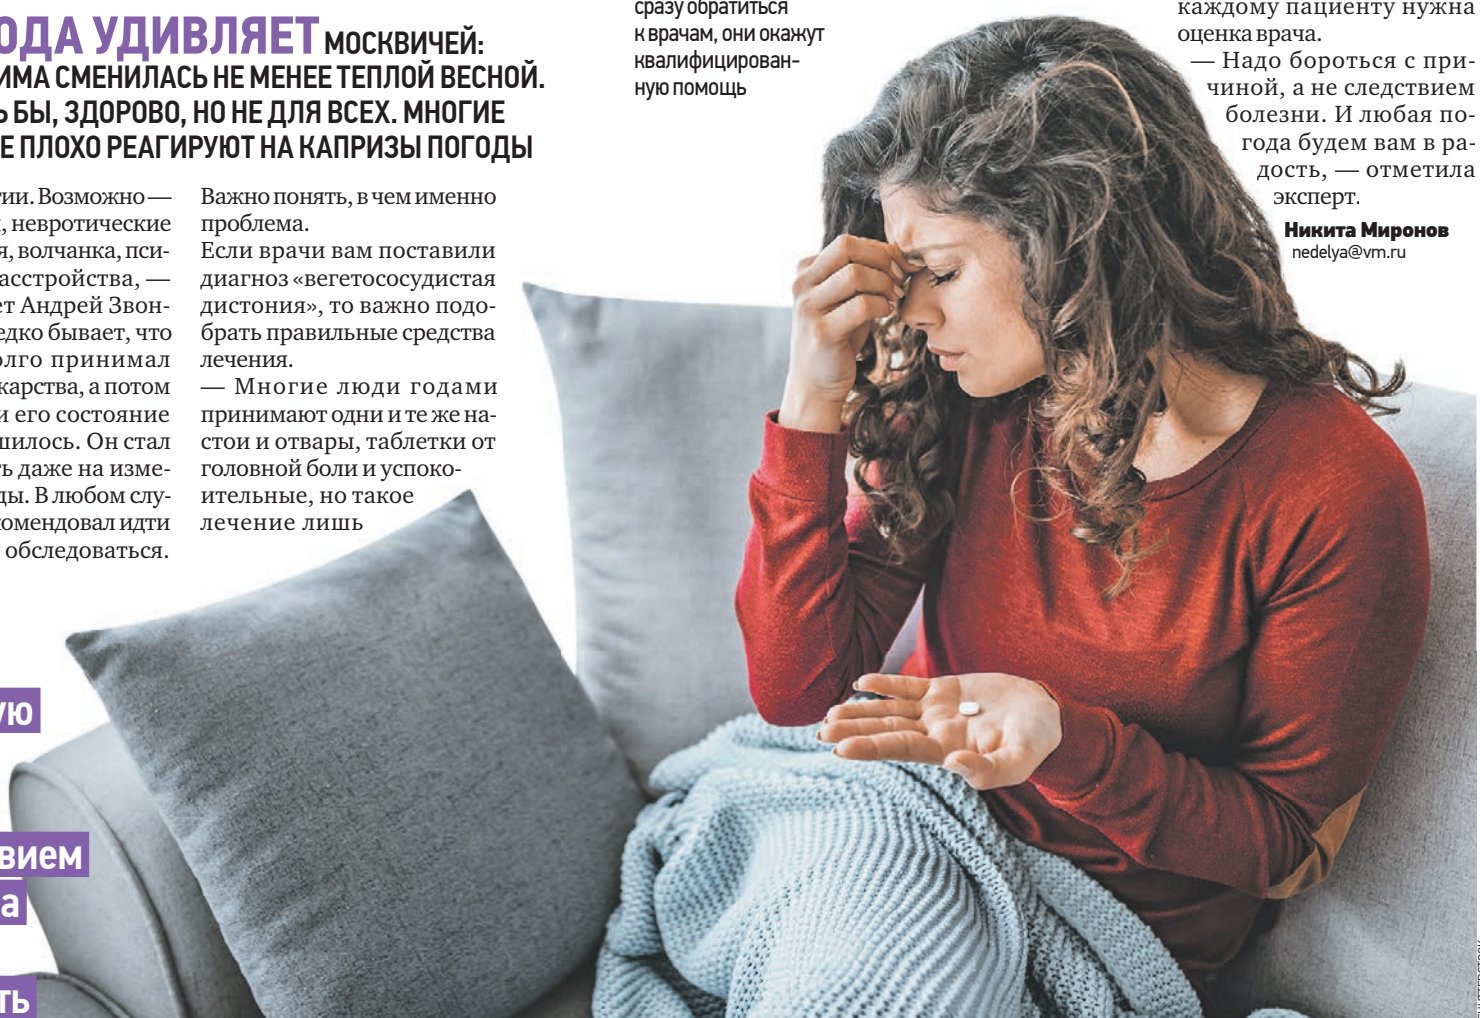 ОДА УДИВЛЯЕТ МОСКВИЧЕЙ:
ИМА СМЕНИЛАСЬ НЕ МЕНЕЕ ТЕПЛОЙ ВЕСНОЙ.
Ь БЫ, ЗДОРОВО, НО НЕ ДЛЯ ВСЕХ. МНОГИЕ
Е ПЛОХО РЕАГИРУЮТ НА КАПРИЗЫ ПОГОДЫ
гии. Возможно —
, невротические
я, волчанка, пси-
асстройства, —
ет Андрей Звон-
едко бывает, что
олго принимал
карства, а потом
и его состояние
шилось. Он стал
ть даже на изме-
ды. В любом слу-
комендовал идти
обследоваться.
Важно понять, в чем именно
проблема.
Если врачи вам поставили
диагноз «вегетососудистая
дистония», то важно подо-
брать правильные средства
лечения.
— Многие люди годами
принимают одни и те же на-
стои и отвары, таблетки от
головной боли и успоко-
ительные, но такое
лечение лишь
сразу обратиться
к врачам, они окажут
квалифицирован-
ную помощь
каждому пациенту нужна
оценка врача.
— Надо бороться с при-
чиной, а не следствием
болезни. И любая по-
года будем вам в ра-
дость, — отметила
эксперт.
Никита Миронов
nedelya@vm.ru
ую
вием
а
ть